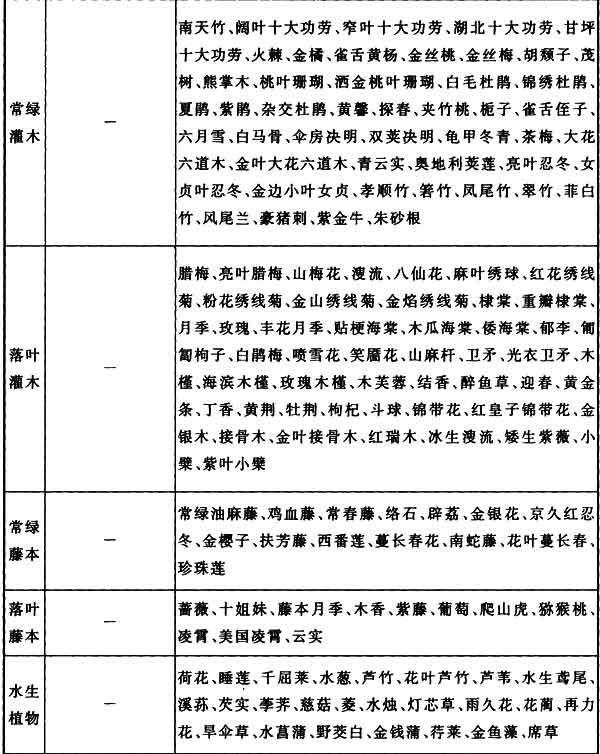 南天竹、阔叶十大功劳、窄叶十大功劳、湖北十大功劳、甘坪
十大功劳、火棘、金橘、雀舌黄杨、金丝桃、金丝梅、胡颓子、茂
树、熊掌木、桃叶珊瑚、洒金桃叶珊瑚、白毛杜鹃、锦绣杜鹃、
夏鹃、紫鹃、杂交杜鹃、黄馨、探春、夹竹桃、栀子、雀舌侄子、
常绿
灌木
—
六月雪、白马骨、伞房决明、双荚决明、龟甲冬青、茶梅、大花
六道木、金叶大花六道木、青云实、奥地利荚莲、亮叶忍冬、女
贞叶忍冬、金边小叶女贞、孝顺竹、箬竹、凤尾竹、翠竹、菲白
竹、凤尾兰、豪猪刺、紫金牛、朱砂根
腊梅、亮叶腊梅、山梅花、溲流、八仙花、麻叶绣球、红花绣线
菊、粉花绣线菊、金山绣线菊、金焰绣线菊、棣棠、重瓣棣棠、
月季、玫瑰、丰花月季、贴梗海棠、木瓜海棠、倭海棠、郁李、匍
落叶
灌木
—
匐枸子、白鹃梅、喷雪花、笑靥花、山麻杆、卫矛、光衣卫矛、木
槿、海滨木槿、玫瑰木槿、木芙蓉、结香、醉鱼草、迎春、黄金
条、丁香、黄荆、牡荆、枸杞、斗球、锦带花、红皇子锦带花、金
银木、接骨木、金叶接骨木、红瑞木、冰生溲流、矮生紫薇、小
檗、紫叶小檗
常绿
藤本
—
常绿油麻藤、鸡血藤、常春藤、络石、辟荔、金银花、京久红忍
冬、金樱子、扶芳藤、西番莲、蔓长春花、南蛇藤、花叶蔓长春、
珍珠莲
落叶
藤本
—
蔷薇、十姐妹、藤本月季、木香、紫藤、葡萄、爬山虎、猕猴桃、
凌霄、美国凌霄、云实
水生
植物
—
荷花、睡莲、千屈莱、水葱、芦竹、花叶芦竹、芦苇、水生鸢尾、
溪荪、芡实、荸荠、慈菇、菱、水烛、灯芯草、雨久花、花蔺、再力
花、旱伞草、水菖蒲、野茭白、金钱蒲、荇莱、金鱼藻、席草